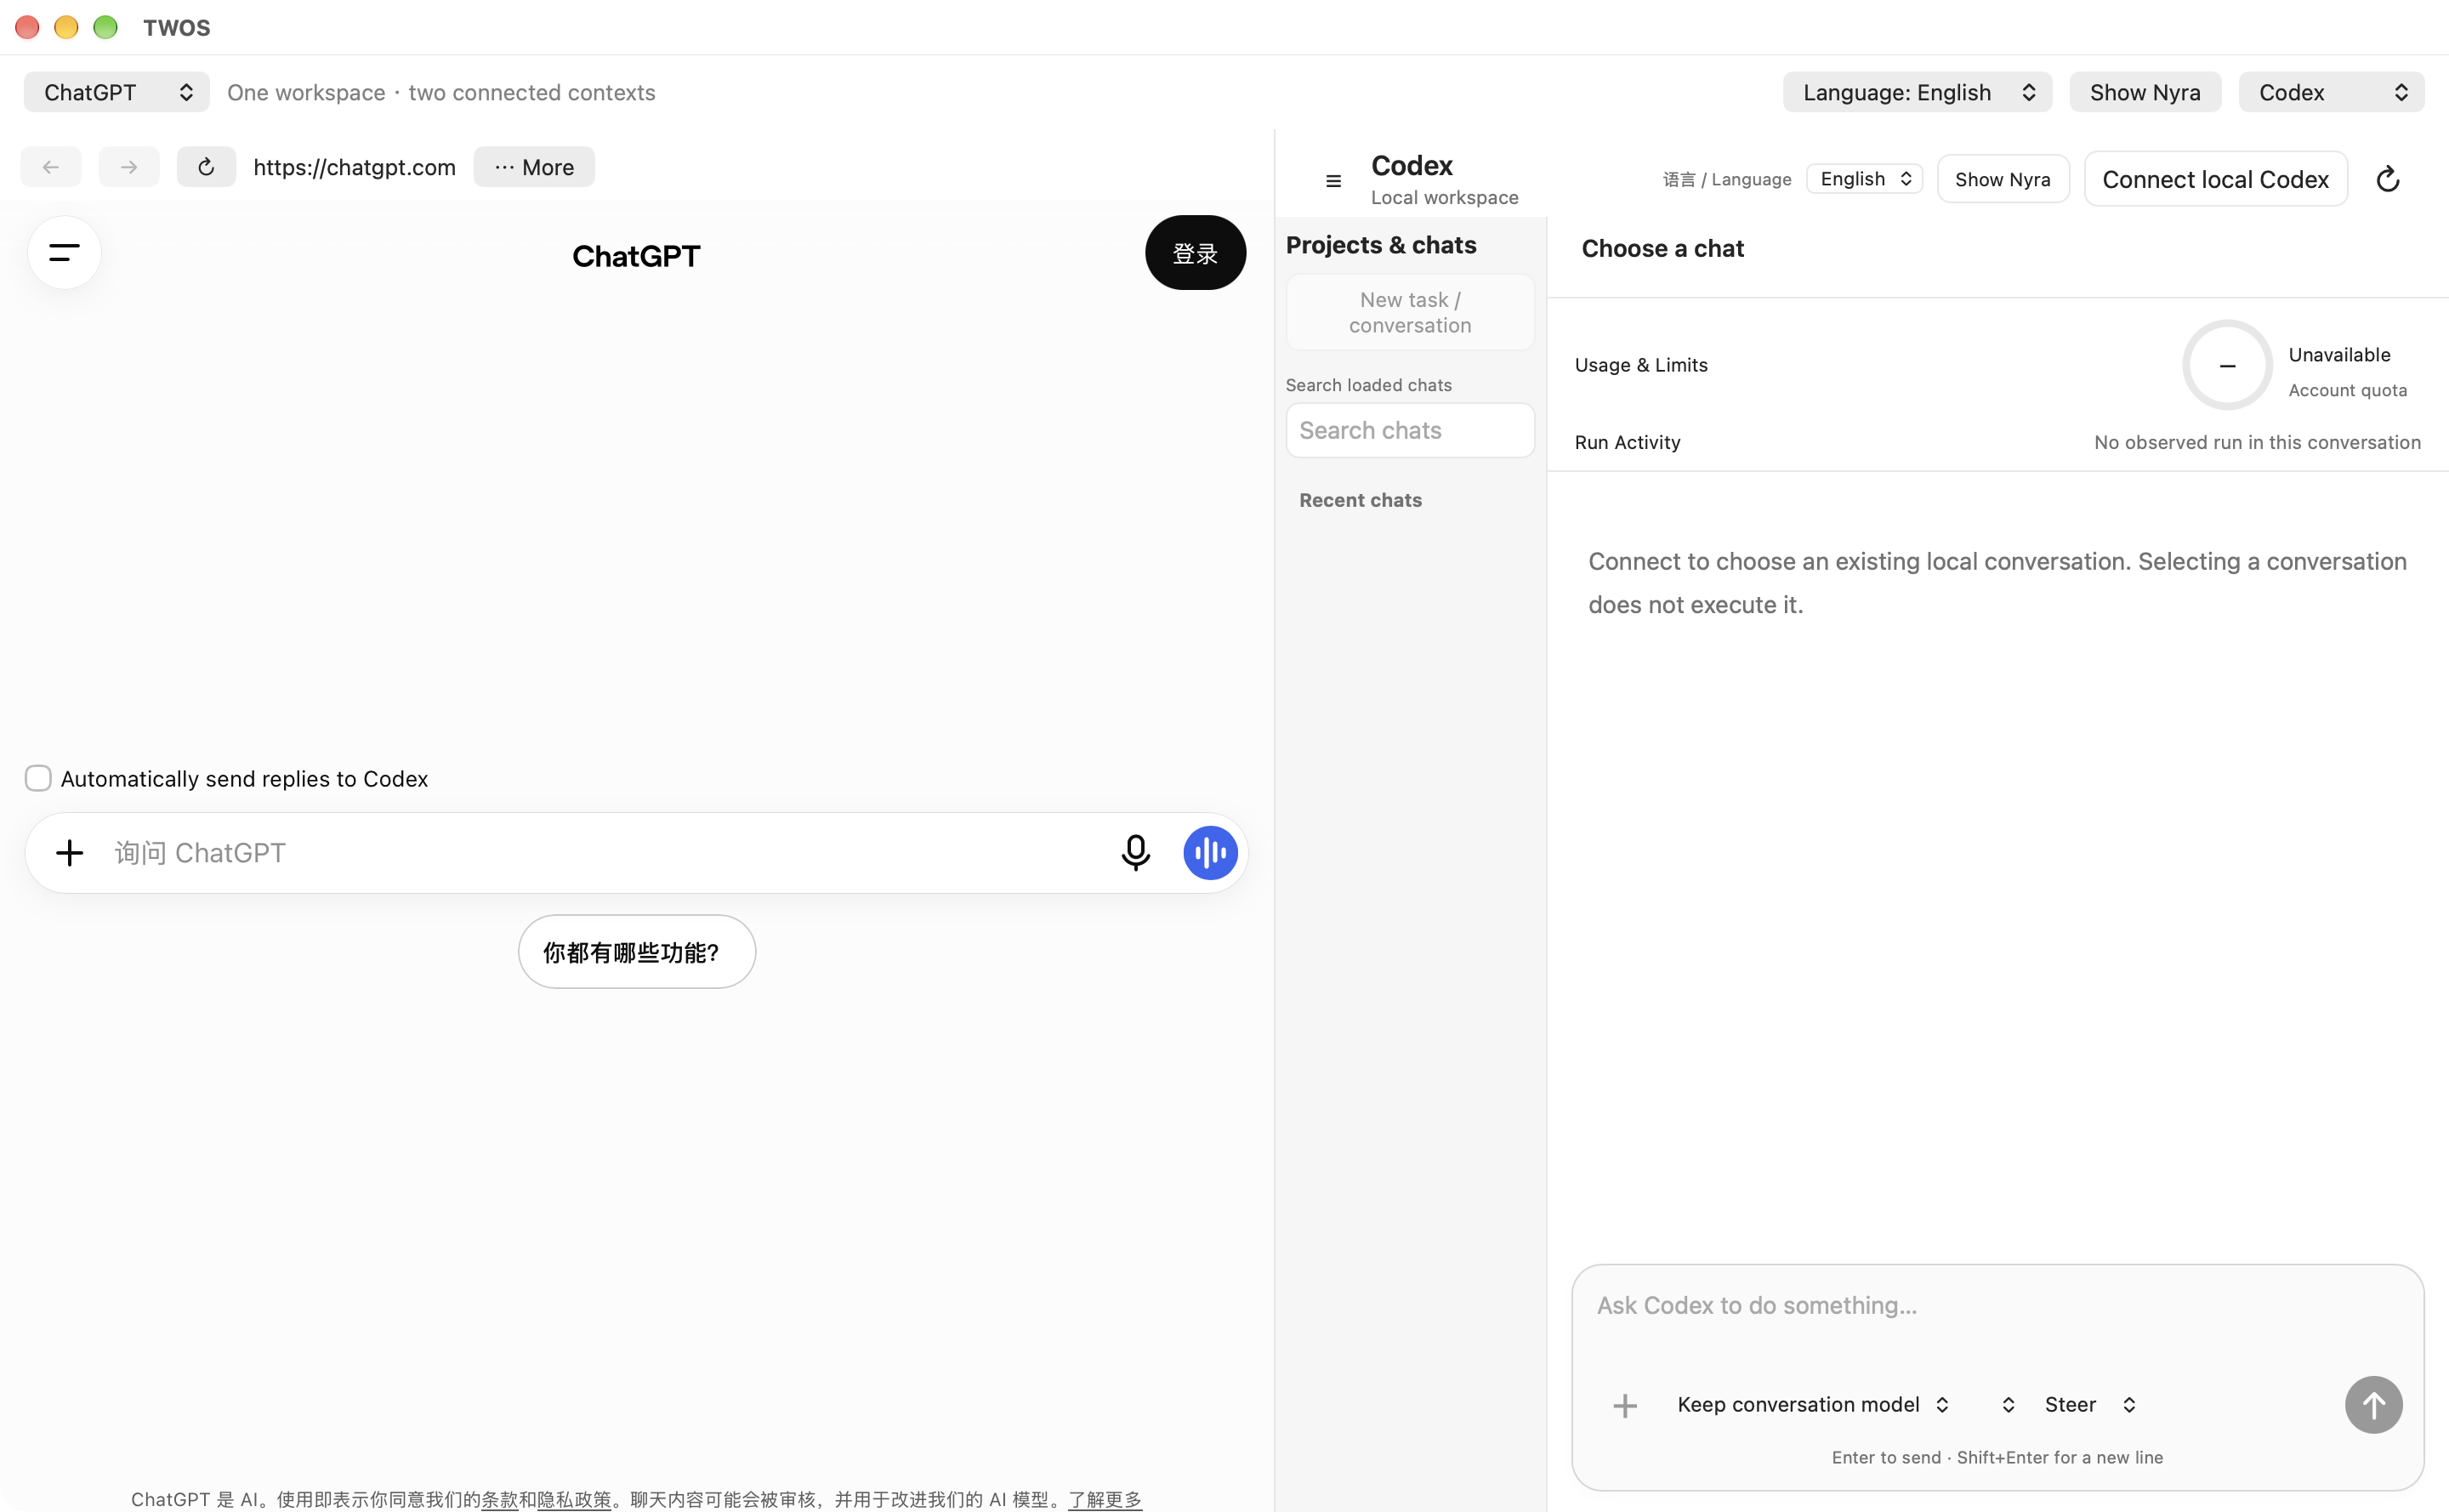 TWOS
ChatGPT
One workspace · two connected contexts
Language: English
Show Nyra
Codex
https://chatgpt.com
··· More
ChatGPT
登录
Automatically send replies to Codex
询问 ChatGPT
你都有哪些功能?
ChatGPT 是 AI。使用即表示你同意我们的条款和隐私政策。聊天内容可能会被审核，并用于改进我们的 AI 模型。了解更多
Codex
Local workspace
语言 / Language
English
Show Nyra
Connect local Codex
Projects & chats
New task /
conversation
Search loaded chats
Search chats
Recent chats
Choose a chat
Usage & Limits
–
Unavailable
Account quota
Run Activity
No observed run in this conversation
Connect to choose an existing local conversation. Selecting a conversation
does not execute it.
Ask Codex to do something...
Keep conversation model
Steer
Enter to send · Shift+Enter for a new line